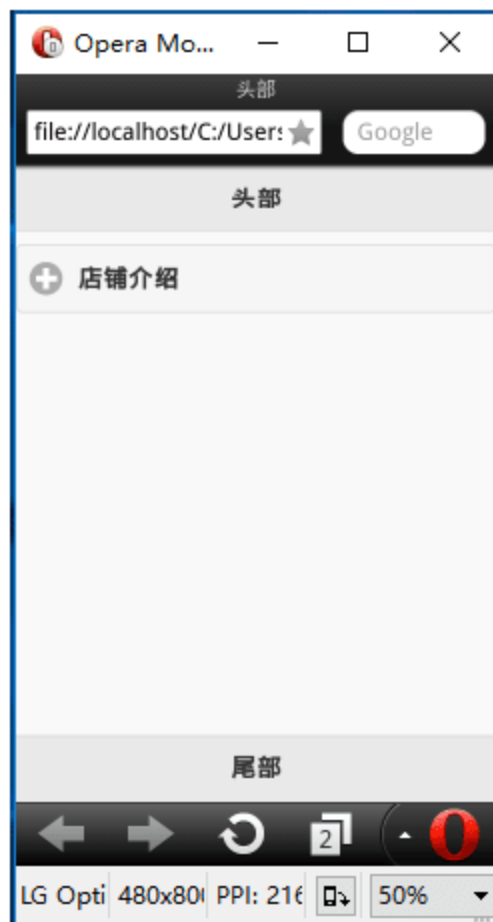 Opera Mo...
头部
file://localhost/C:/User
Google
头部
店铺介绍
尾部
2
LG Opti 480x80 PPI: 216 50%